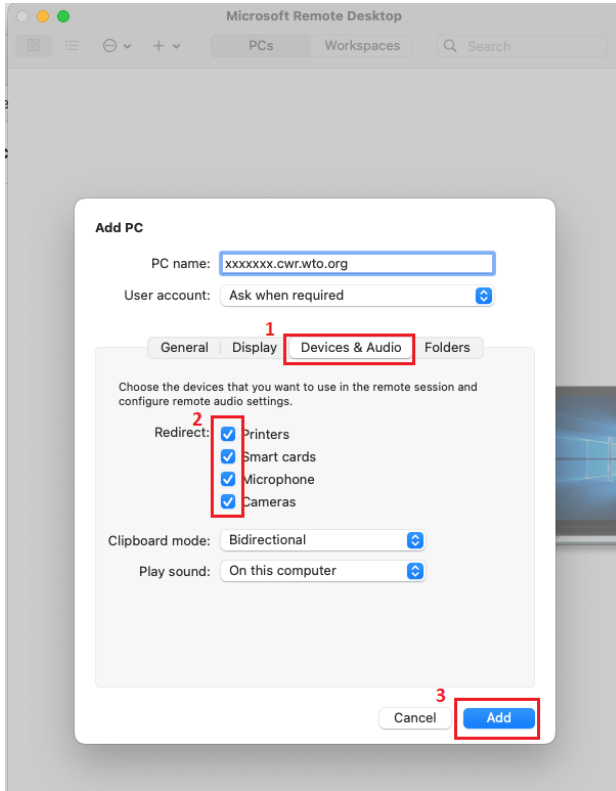 Microsoft Remote Desktop
PCs Workspaces Search
Add PC
PC name: xxxxxxx.cwr.wto.org
User account: Ask when required
1
General Display Devices & Audio Folders
Choose the devices that you want to use in the remote session and
configure remote audio settings.
2
Redirect: Printers
Smart cards
Microphone
Cameras
Clipboard mode: Bidirectional
Play sound: On this computer
3
Cancel Add